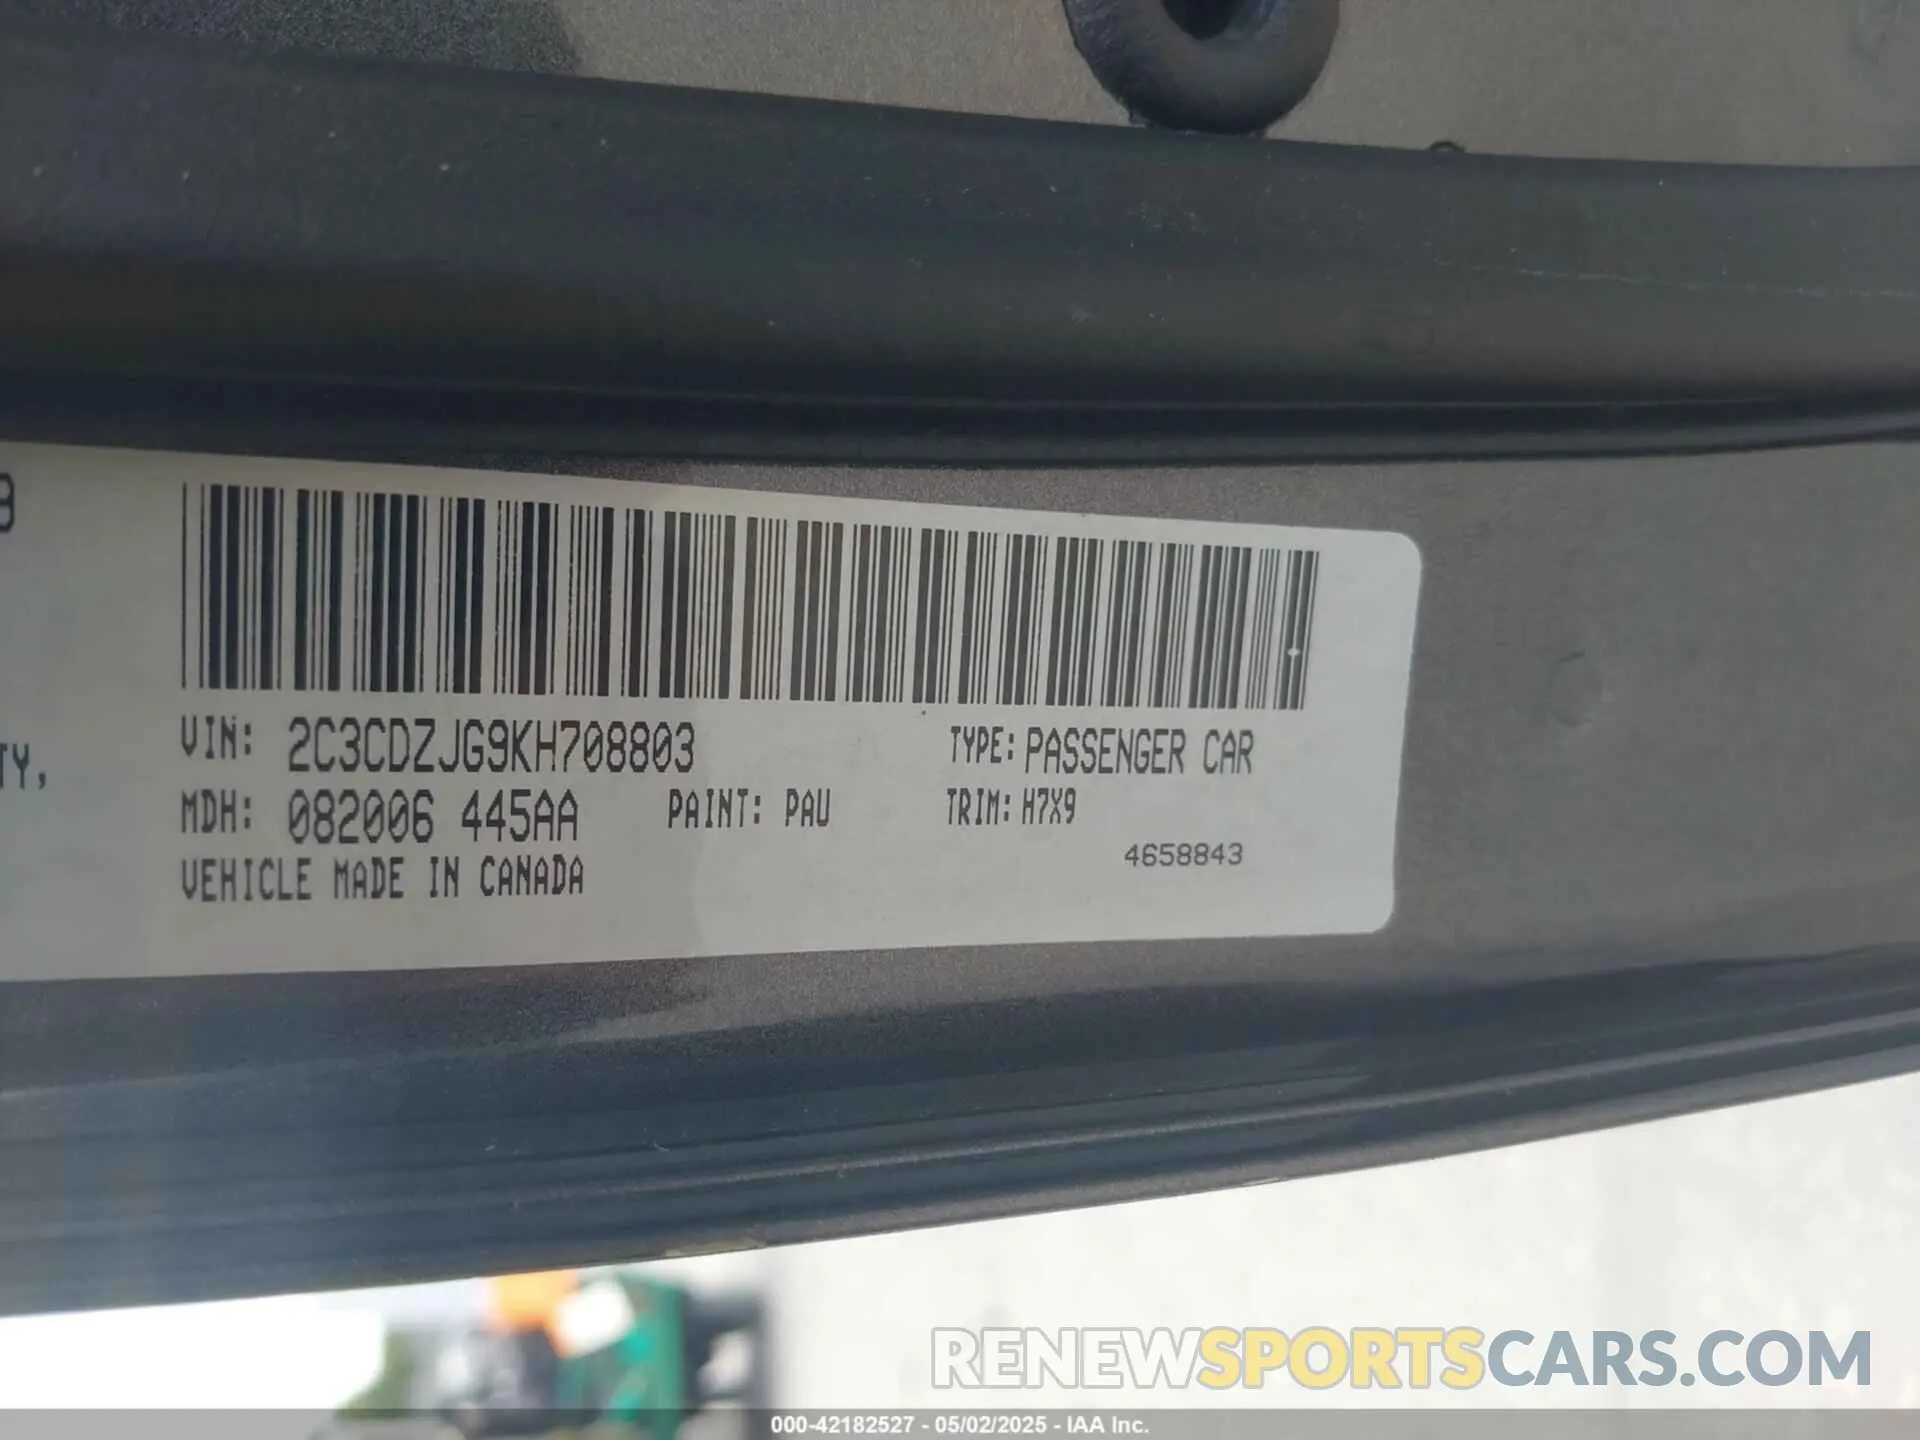 VIN: 2C3CDZJG9KH708803 TYPE: PASSENGER CAR
TY,
MDH: 082006 445AA PAINT: PAU TRIM: H7X9
VEHICLE MADE IN CANADA 4658843
RENEWSPORTSCARS.COM
000-42182527 - 05/02/2025 - IAA Inc.